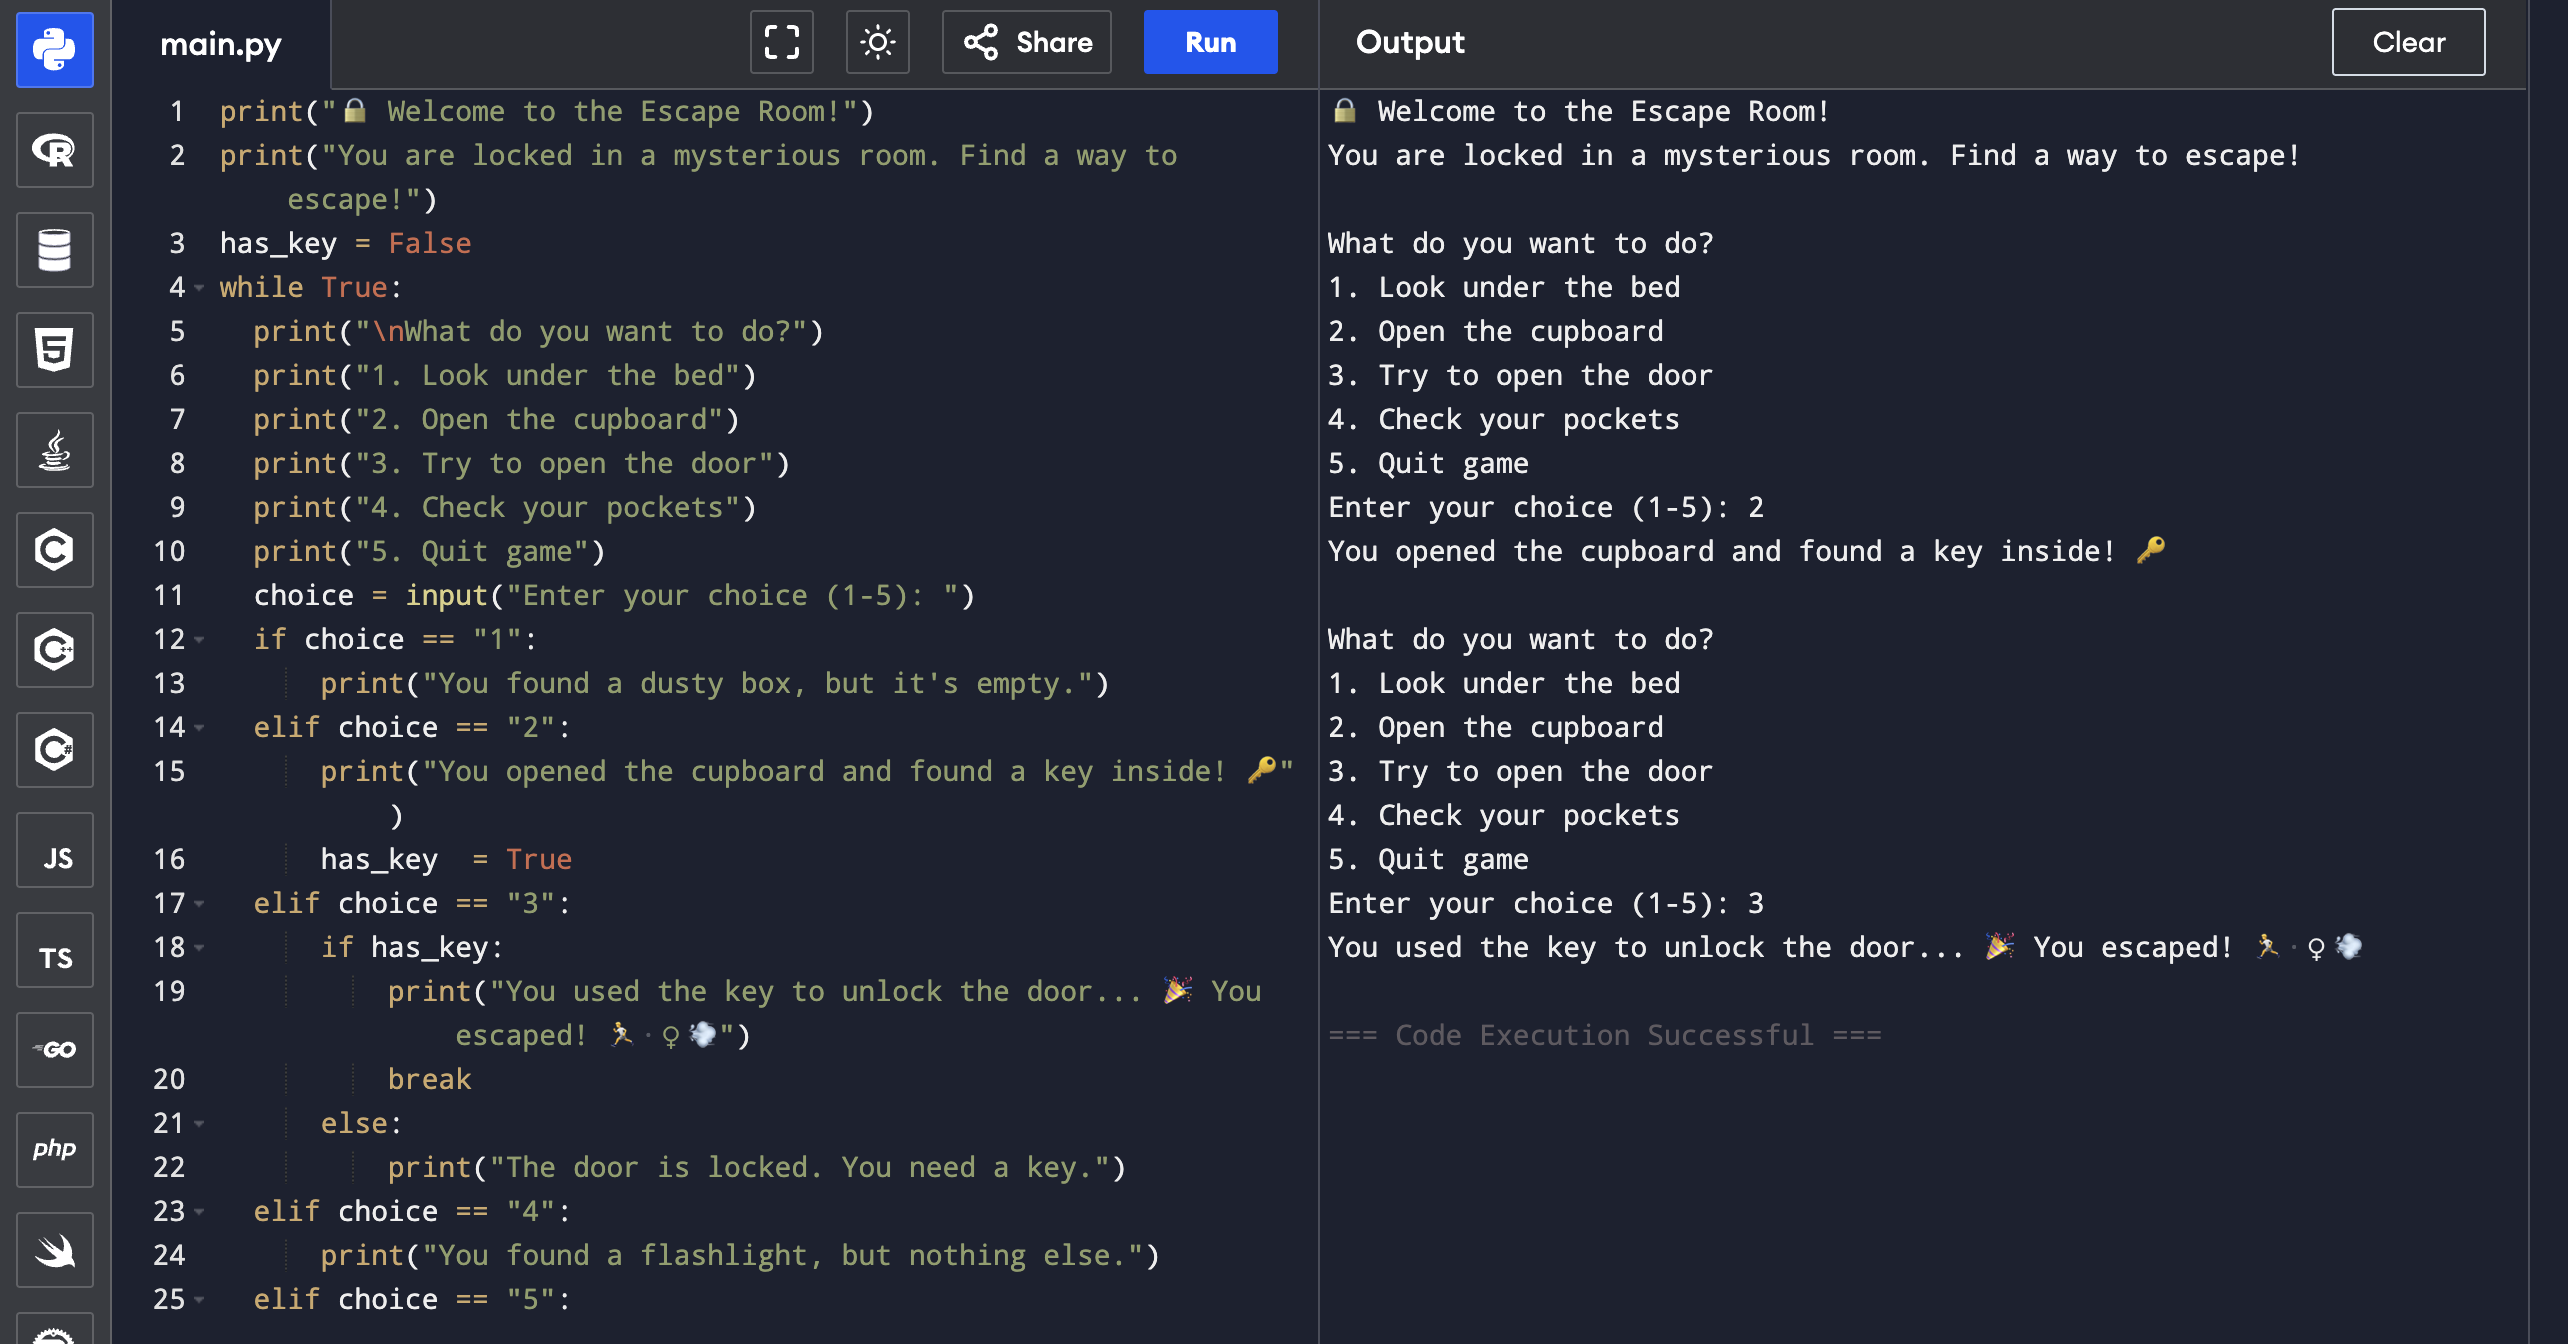 main.py
Share
Run
Output
Clear
R
5
C
C++
C#
JS
TS
GO
php
1 print("🔒 Welcome to the Escape Room!")
2 print("You are locked in a mysterious room. Find a way to
escape!")
3 has_key = False
4 while True:
5 print("\nWhat do you want to do?")
6 print("1. Look under the bed")
7 print("2. Open the cupboard")
8 print("3. Try to open the door")
9 print("4. Check your pockets")
10 print("5. Quit game")
11 choice = input("Enter your choice (1-5): ")
12 if choice == "1":
13 print("You found a dusty box, but it's empty.")
14 elif choice == "2":
15 print("You opened the cupboard and found a key inside! 🔑"
)
16 has_key  = True
17 elif choice == "3":
18 if has_key:
19 print("You used the key to unlock the door... 🎉 You
escaped! 🏃·♀💨")
20 break
21 else:
22 print("The door is locked. You need a key.")
23 elif choice == "4":
24 print("You found a flashlight, but nothing else.")
25 elif choice == "5":
🔒 Welcome to the Escape Room!
You are locked in a mysterious room. Find a way to escape!
What do you want to do?
1. Look under the bed
2. Open the cupboard
3. Try to open the door
4. Check your pockets
5. Quit game
Enter your choice (1-5): 2
You opened the cupboard and found a key inside! 🔑
What do you want to do?
1. Look under the bed
2. Open the cupboard
3. Try to open the door
4. Check your pockets
5. Quit game
Enter your choice (1-5): 3
You used the key to unlock the door... 🎉 You escaped! 🏃·♀💨
=== Code Execution Successful ===